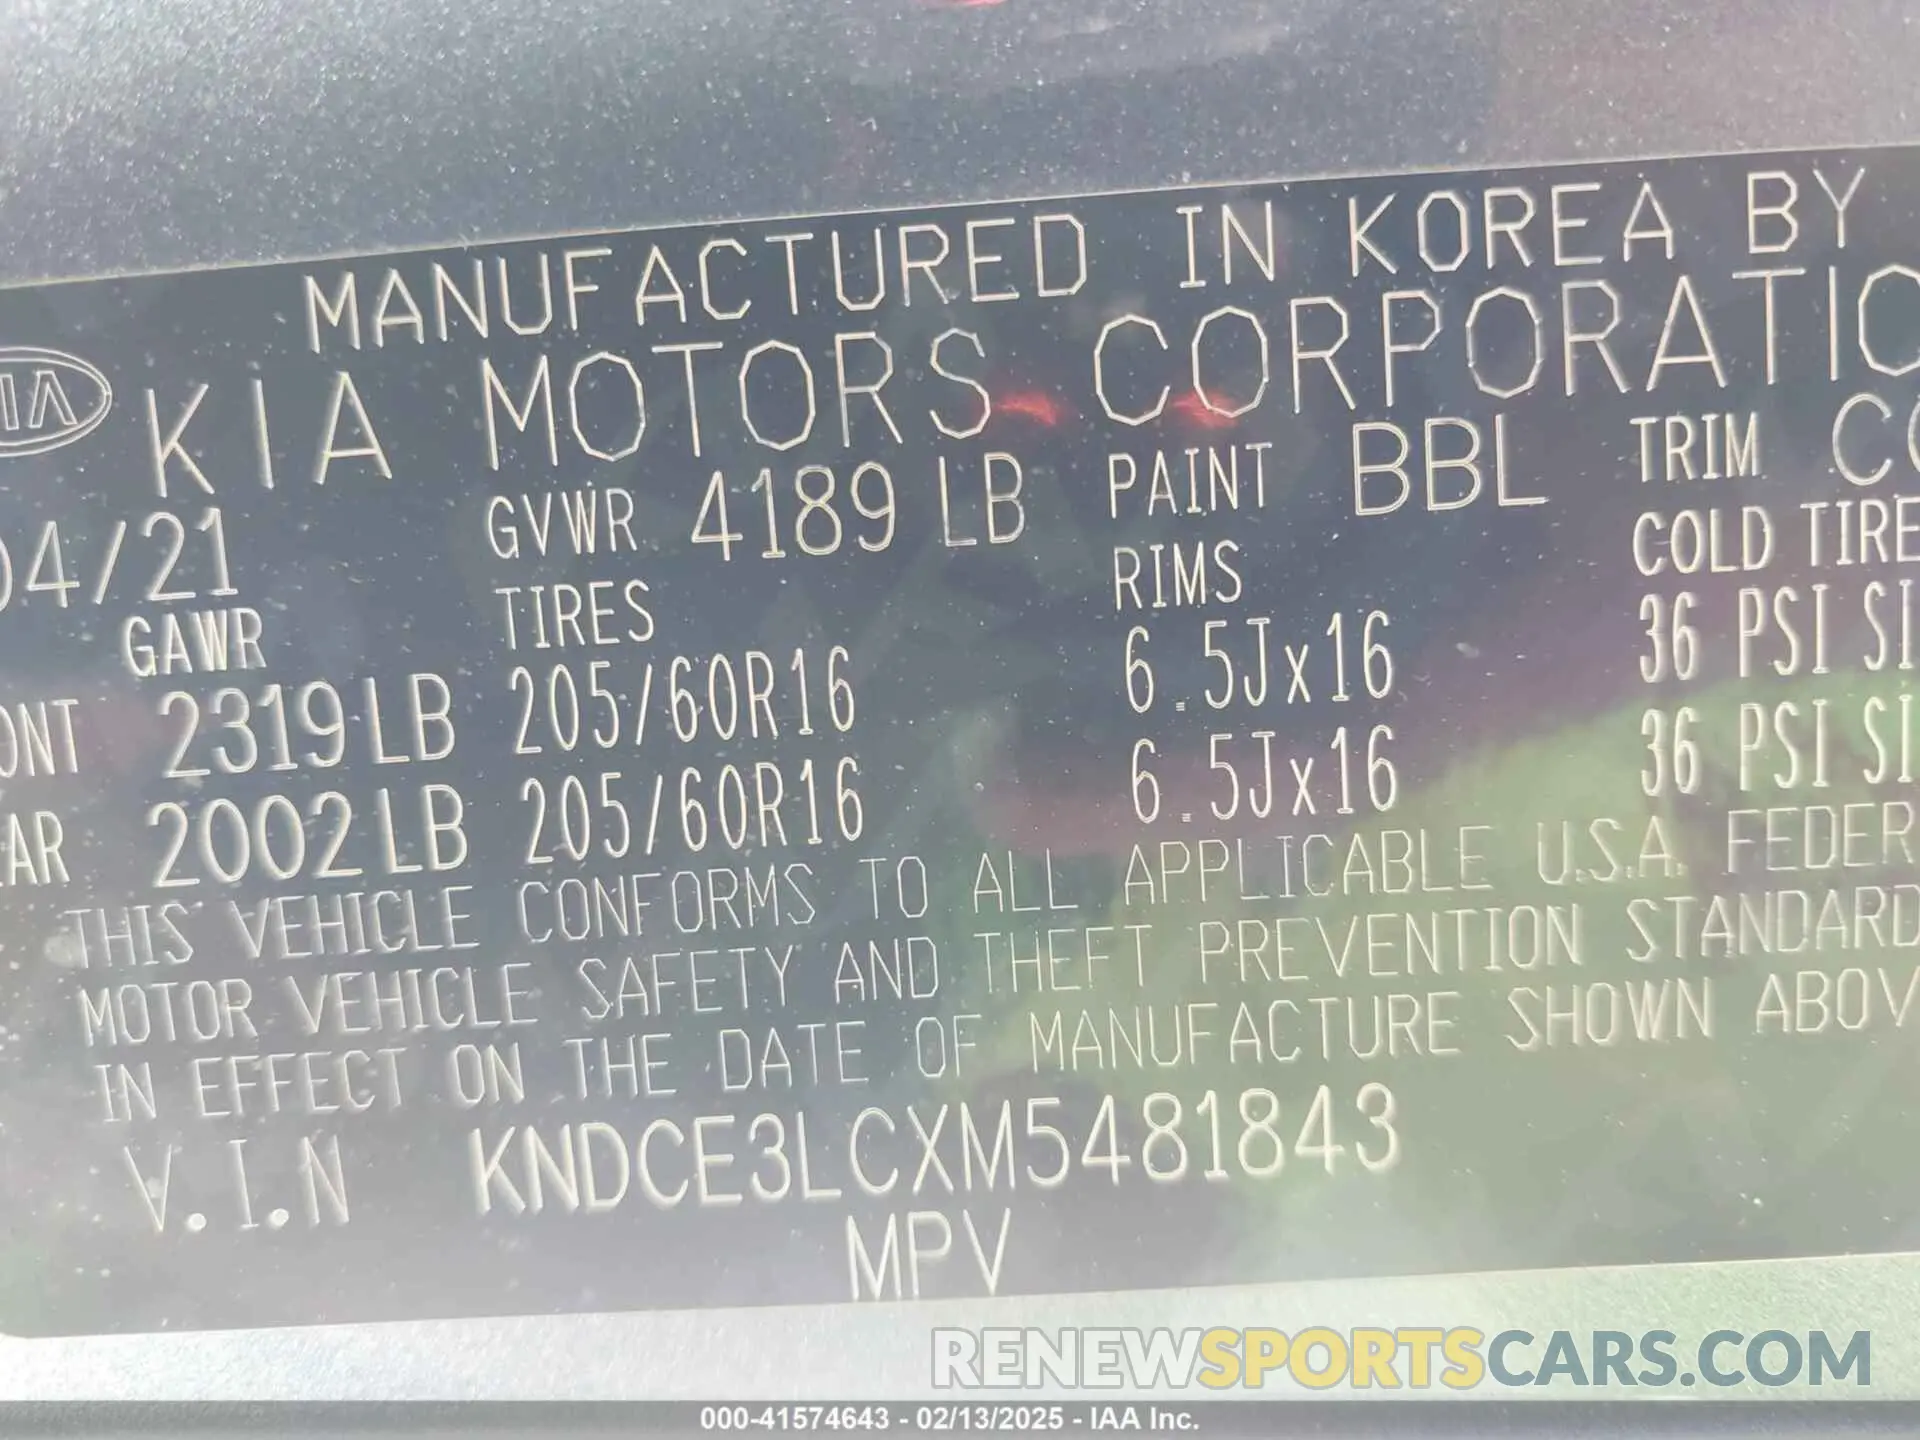 MANUFACTURED IN KOREA BY
KIA MOTORS CORPORATIO
04/21 GVWR 4189 LB PAINT BBL TRIM
GAWR TIRES RIMS COLD TIRE
2319 LB 205/60R16 6.5Jx16 36 PSI
2002 LB 205/60R16 6.5Jx16 36 PSI
THIS VEHICLE CONFORMS TO ALL APPLICABLE U.S.A. FEDER
MOTOR VEHICLE SAFETY AND THEFT PREVENTION STANDARD
IN EFFECT ON THE DATE OF MANUFACTURE SHOWN ABOV
V.I.N KNDCE3LCXM5481843
MPV
RENEWSPORTSCARS.COM
000-41574643 - 02/13/2025 - IAA Inc.